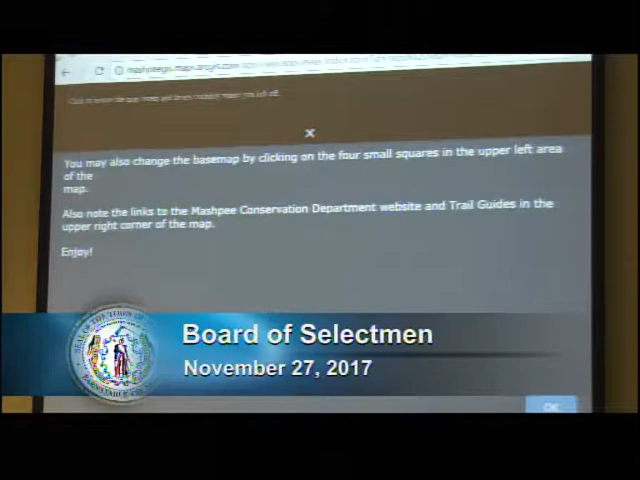 You may also change the basemap by clicking on the four small squares in the upper left area
of the
map.
Also note the links to the Mashpee Conservation Department website and Trail Guides in the
upper right corner of the map.
Enjoy!
Board of Selectmen
November 27, 2017
OK